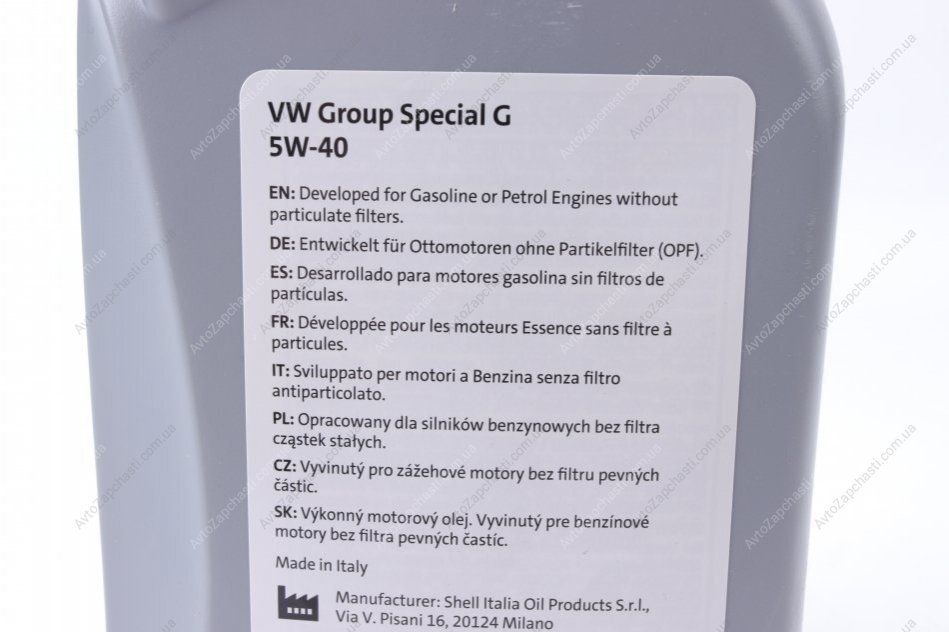 VW Group Special G
5W-40
EN: Developed for Gasoline or Petrol Engines without
particulate filters.
DE: Entwickelt für Ottomotoren ohne Partikelfilter (OPF).
ES: Desarrollado para motores gasolina sin filtros de
particulas.
FR: Développée pour les moteurs Essence sans filtre à
particules.
IT: Sviluppato per motori a Benzina senza filtro
antiparticolato.
PL: Opracowany dla silników benzynowych bez filtra
cząstek stałych.
CZ: Vyvinutý pro zážehové motory bez filtru pevných
částic.
SK: Výkonný motorový olej. Vyvinutý pre benzínové
motory bez filtra pevných častíc.
Made in Italy
Manufacturer: Shell Italia Oil Products S.r.l.,
Via V. Pisani 16, 20124 Milano
AvtoZapchasti.com.ua